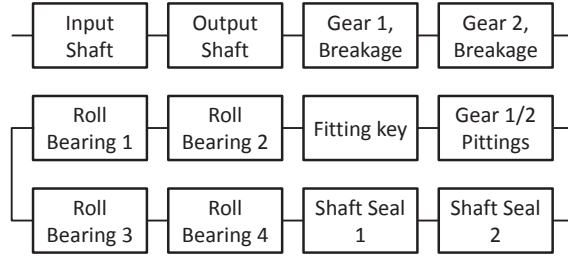 Input
Shaft
Output
Shaft
Gear 1,
Breakage
Gear 2,
Breakage
Roll
Bearing 1
Roll
Bearing 2
Fitting key
Gear 1/2
Pittings
Roll
Bearing 3
Roll
Bearing 4
Shaft Seal
1
Shaft Seal
2